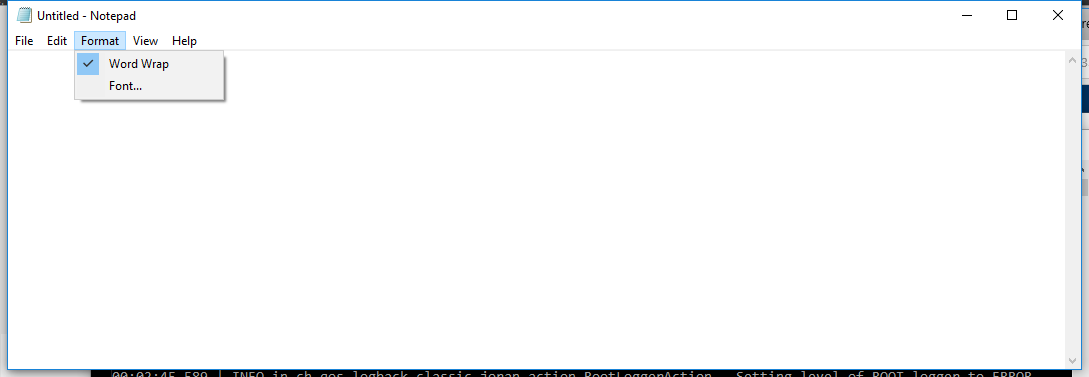 Untitled - Notepad
File Edit Format View Help
Word Wrap
Font...
00:02:45,589 | INFO in ch.qos.logback.classic.joran.action.RootLoggerAction - Setting level of ROOT logger to ERROR